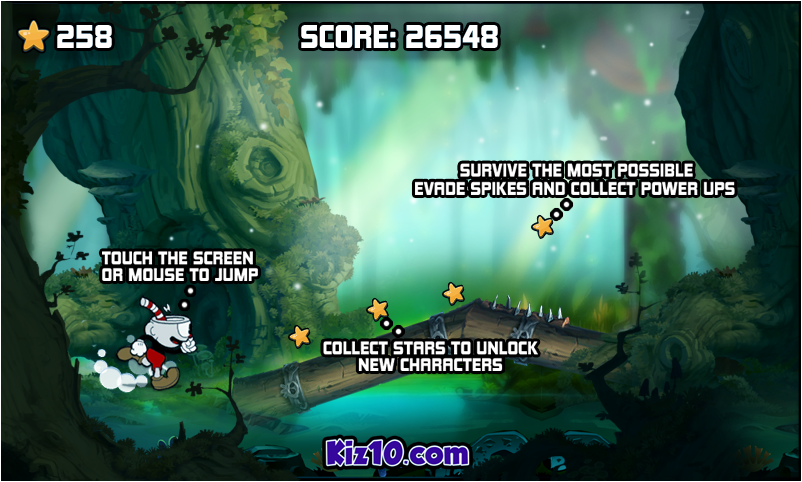 258
SCORE: 26548
SURVIVE THE MOST POSSIBLE
EVADE SPIKES AND COLLECT POWER UPS
TOUCH THE SCREEN
OR MOUSE TO JUMP
COLLECT STARS TO UNLOCK
NEW CHARACTERS
Kiz10.com